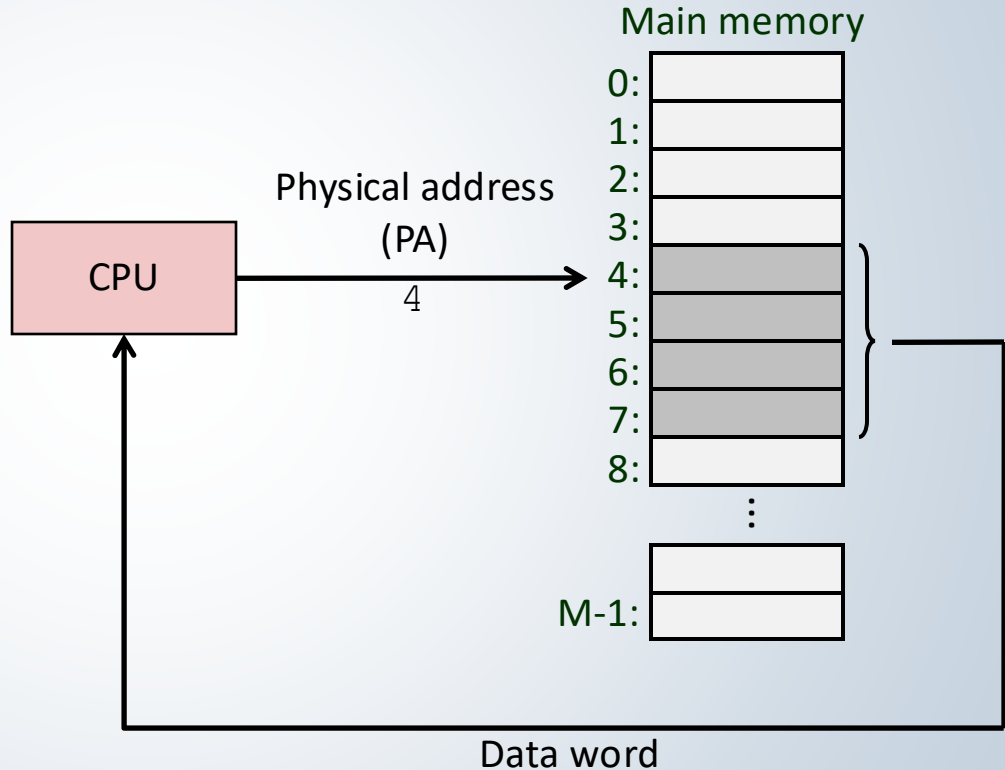 Main memory
0:
1:
2:
Physical address
(PA)
3:
CPU
4
4:
5:
6:
7:
8:
...
M-1:
Data word